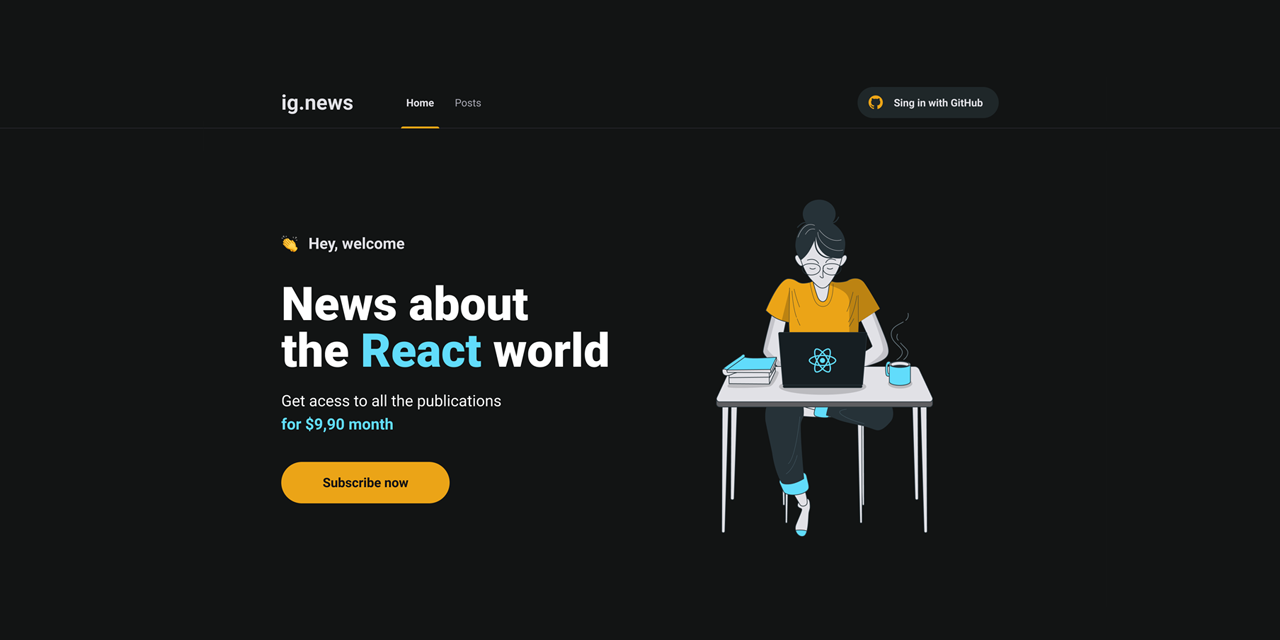 ig.news
Home
Posts
Sing in with GitHub
👏 Hey, welcome
News about
the React world
Get acess to all the publications
for $9,90 month
Subscribe now